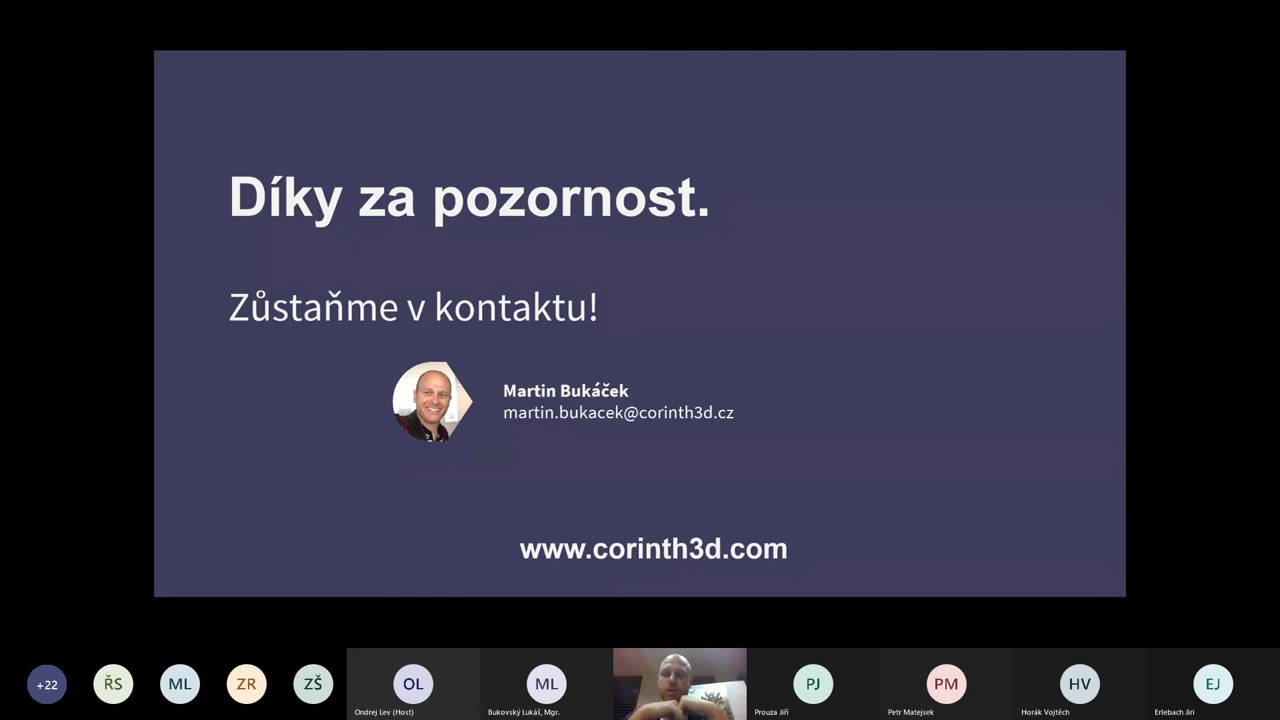 Díky za pozornost.
Zůstaňme v kontaktu!
Martin Bukáček
martin.bukacek@corinth3d.cz
www.corinth3d.com
+22
ŘS
ML
ZR
ZŠ
OL
Ondrej Lev (Host)
ML
Bukovský Lukáš, Mgr.
PJ
Prouza Jiří
PM
Petr Matejsek
HV
Horák Vojtěch
EJ
Erlebach Jiri